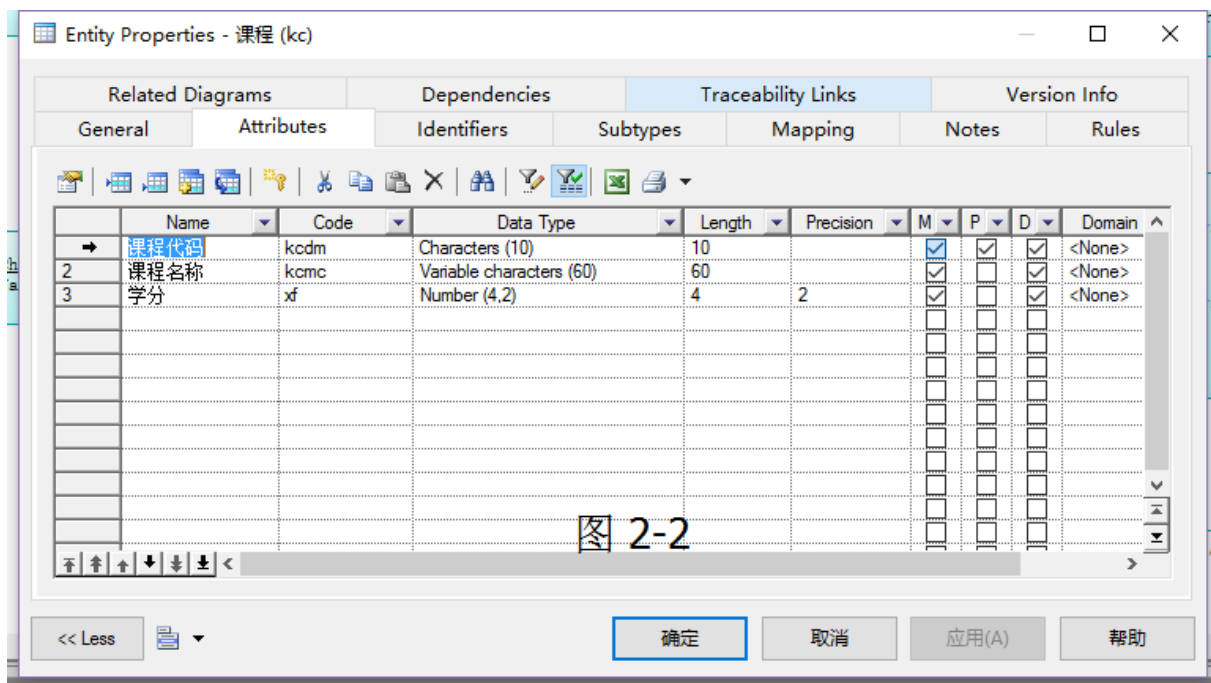 Entity Properties - 课程 (kc)
Related Diagrams Dependencies Traceability Links Version Info
General Attributes Identifiers Subtypes Mapping Notes Rules
Name Code Data Type Length Precision M P D Domain
课程代码 kcdm Characters (10) 10 <None>
2 课程名称 kcmc Variable characters (60) 60 <None>
3 学分 xf Number (4,2) 4 2 <None>
图 2-2
<< Less 确定 取消 应用(A) 帮助